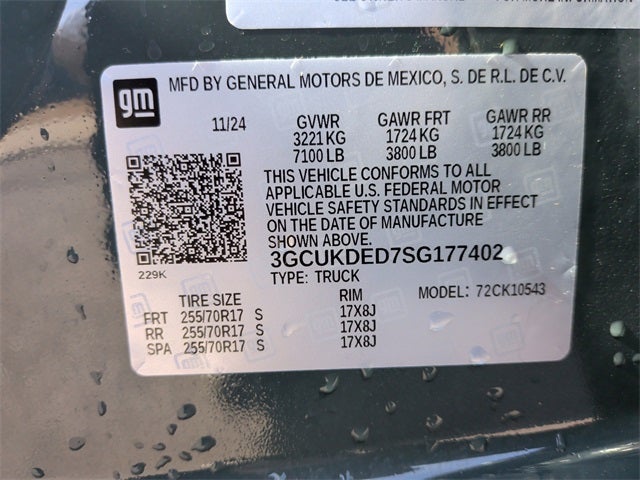 FOR MORE INFORMATION
gm
MFD BY GENERAL MOTORS DE MEXICO, S. DE R.L. DE C.V.
11/24 GVWR GAWR FRT GAWR RR
3221 KG 1724 KG 1724 KG
7100 LB 3800 LB 3800 LB
THIS VEHICLE CONFORMS TO ALL
APPLICABLE U.S. FEDERAL MOTOR
VEHICLE SAFETY STANDARDS IN EFFECT
ON THE DATE OF MANUFACTURE
SHOWN ABOVE.
3GCUKDED7SG177402
229K
TYPE: TRUCK
MODEL: 72CK10543
TIRE SIZE RIM
FRT 255/70R17 S 17X8J
RR 255/70R17 S 17X8J
SPA 255/70R17 S 17X8J